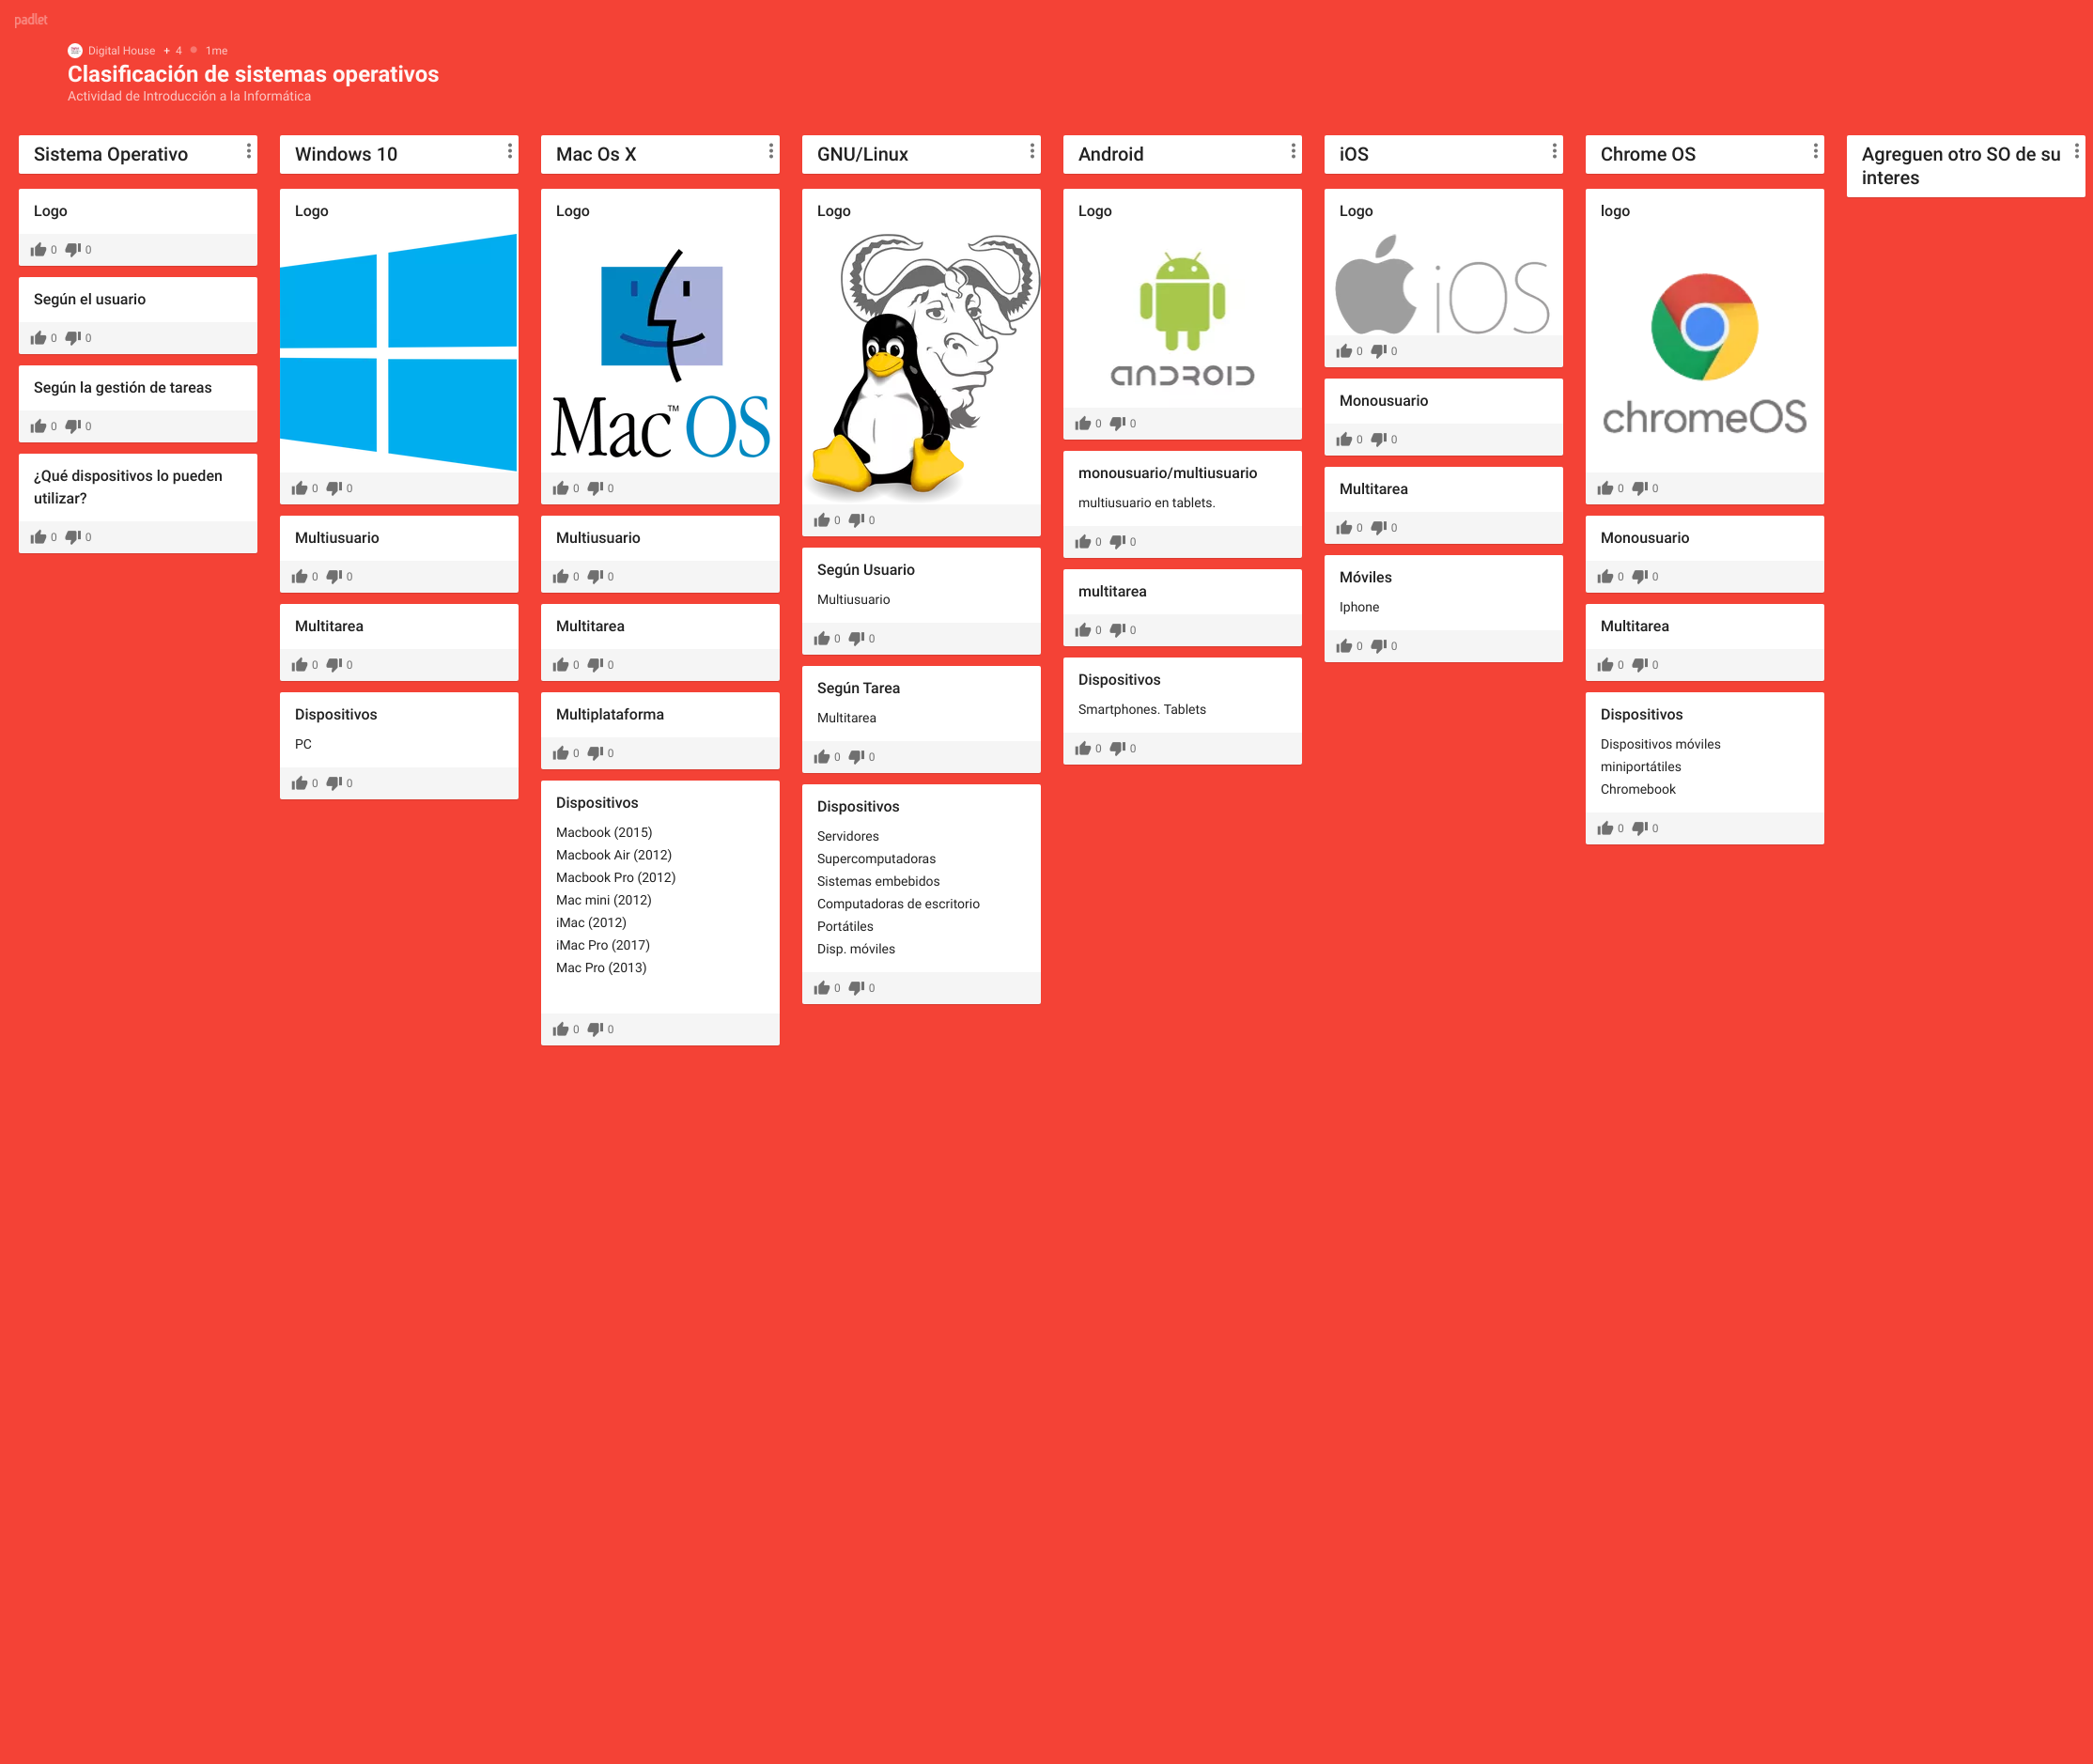 padlet
Digital House + 4 • 1me
Clasificación de sistemas operativos
Actividad de Introducción a la Informática
Sistema Operativo
Logo
0 0
Según el usuario
0 0
Según la gestión de tareas
0 0
¿Qué dispositivos lo pueden
utilizar?
0 0
Windows 10
Logo
0 0
Multiusuario
0 0
Multitarea
0 0
Dispositivos
PC
0 0
Mac Os X
Logo
Mac™ OS
0 0
Multiusuario
0 0
Multitarea
0 0
Multiplataforma
0 0
Dispositivos
Macbook (2015)
Macbook Air (2012)
Macbook Pro (2012)
Mac mini (2012)
iMac (2012)
iMac Pro (2017)
Mac Pro (2013)
0 0
GNU/Linux
Logo
0 0
Según Usuario
Multiusuario
0 0
Según Tarea
Multitarea
0 0
Dispositivos
Servidores
Supercomputadoras
Sistemas embebidos
Computadoras de escritorio
Portátiles
Disp. móviles
0 0
Android
Logo
ANDROID
0 0
monousuario/multiusuario
multiusuario en tablets.
0 0
multitarea
0 0
Dispositivos
Smartphones. Tablets
0 0
iOS
Logo
iOS
0 0
Monousuario
0 0
Multitarea
0 0
Móviles
Iphone
0 0
Chrome OS
logo
chromeOS
0 0
Monousuario
0 0
Multitarea
0 0
Dispositivos
Dispositivos móviles
miniportátiles
Chromebook
0 0
Agreguen otro SO de su
interes